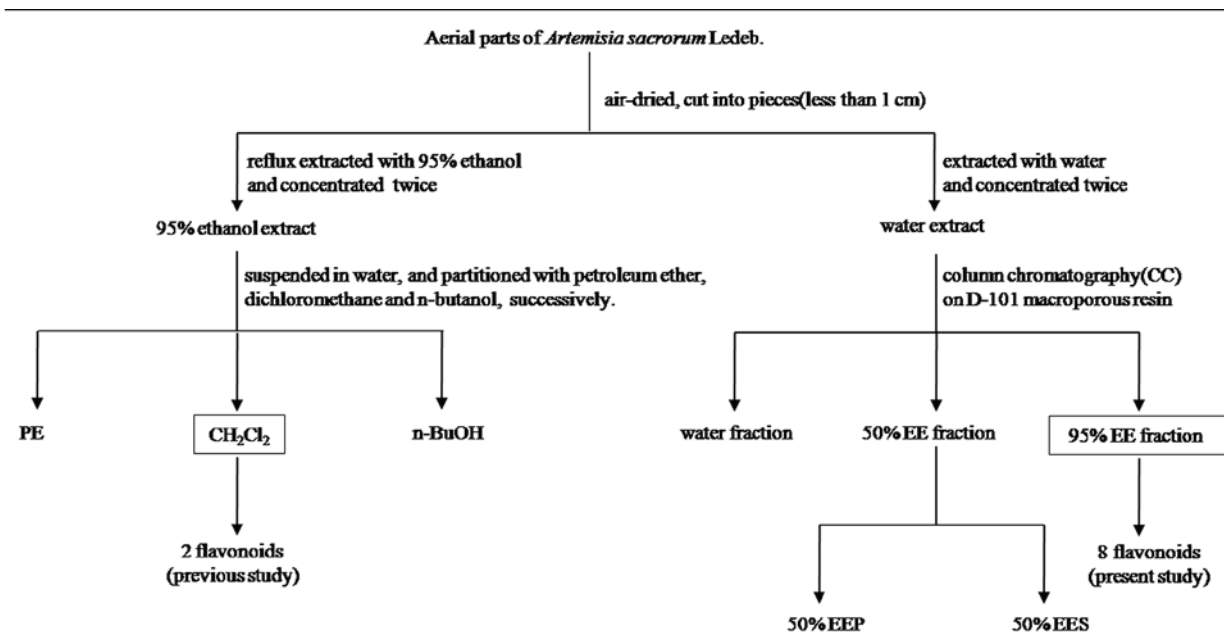 Aerial parts of Artemisia sacrorum Ledeb.
air-dried, cut into pieces(less than 1 cm)
reflux extracted with 95% ethanol
and concentrated twice
extracted with water
and concentrated twice
95% ethanol extract
water extract
suspended in water, and partitioned with petroleum ether,
dichloromethane and n-butanol, successively.
column chromatography(CC)
on D-101 macroporous resin
PE
CH₂Cl₂
n-BuOH
water fraction
50% EE fraction
95% EE fraction
2 flavonoids
(previous study)
8 flavonoids
(present study)
50% EEP
50% EES